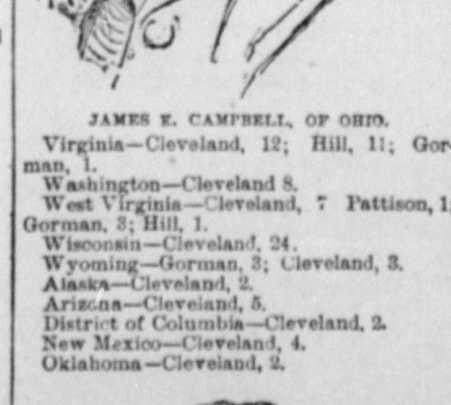 JAMES E. CAMPBELL, OF OHIO.
Virginia—Cleveland, 12; Hill, 11; Gor-
man, 1.
Washington—Cleveland 8.
West Virginia—Cleveland, 7 Pattison, 1;
Gorman, 3; Hill, 1.
Wisconsin—Cleveland, 24.
Wyoming—Gorman, 3; Cleveland, 3.
Alaska—Cleveland, 2.
Arizona—Cleveland, 5.
District of Columbia—Cleveland, 2.
New Mexico—Cleveland, 4.
Oklahoma—Cleveland, 2.